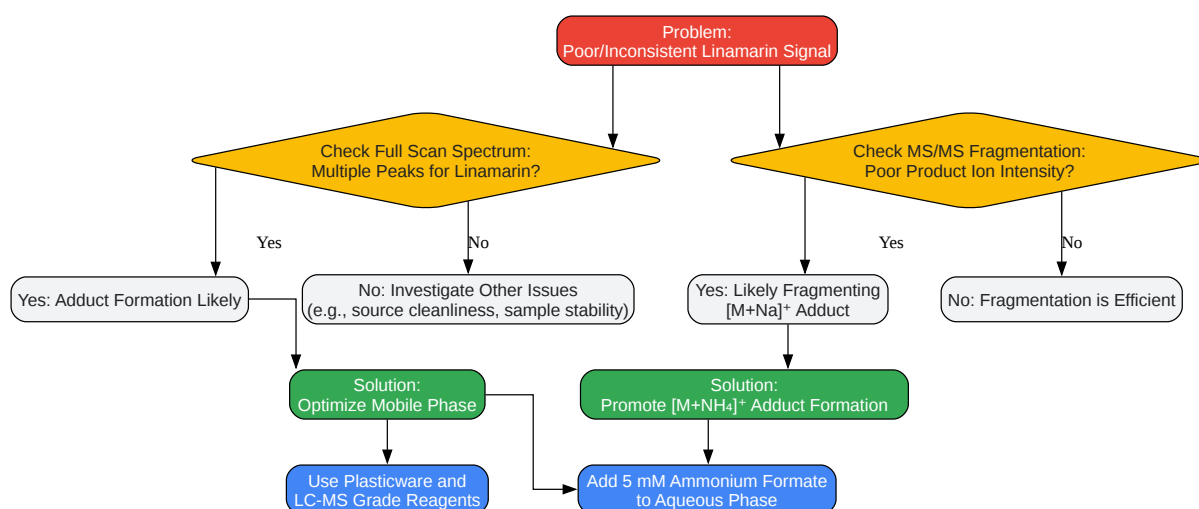 Problem:
Poor/Inconsistent Linamarin Signal
Check Full Scan Spectrum:
Multiple Peaks for Linamarin?
Check MS/MS Fragmentation:
Poor Product Ion Intensity?
Yes
No
Yes
No
Yes: Adduct Formation Likely
No: Investigate Other Issues
(e.g., source cleanliness, sample stability)
Yes: Likely Fragmenting
[M+Na]⁺ Adduct
No: Fragmentation is Efficient
Solution:
Optimize Mobile Phase
Solution:
Promote [M+NH₄]⁺ Adduct Formation
Use Plasticware and
LC-MS Grade Reagents
Add 5 mM Ammonium Formate
to Aqueous Phase